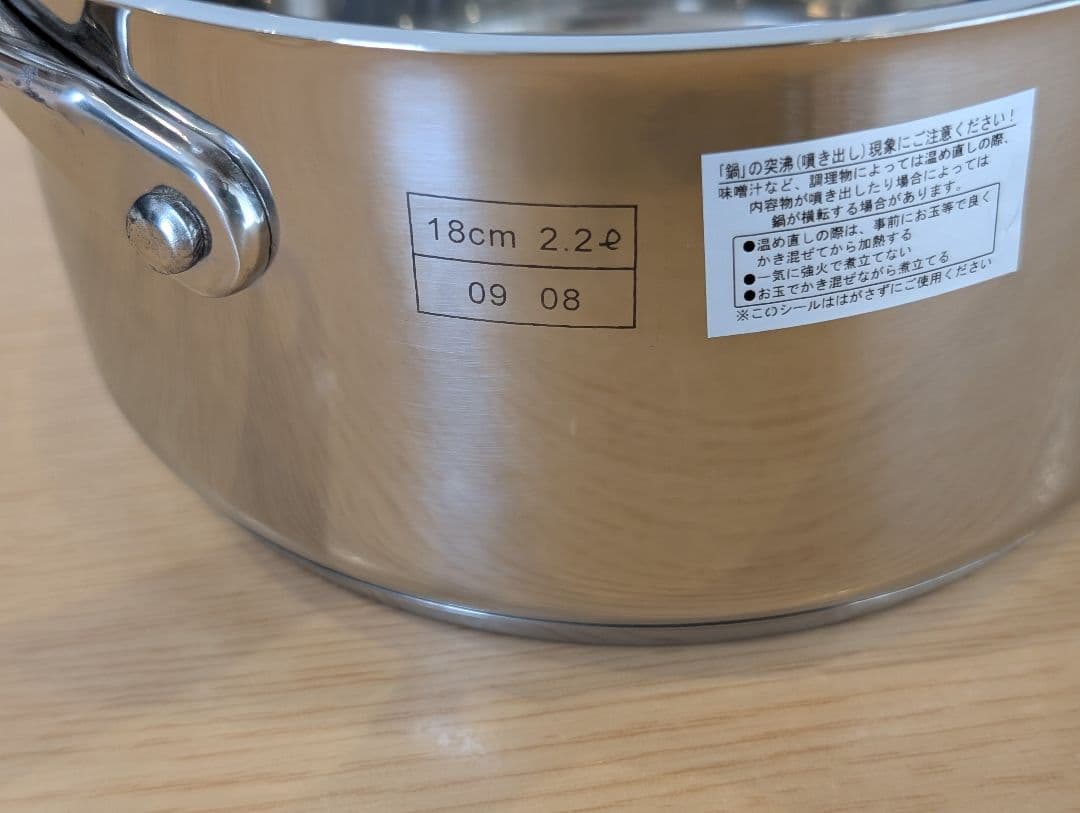 18cm 2.2ℓ
09 08
「鍋」の突沸(噴き出し)現象にご注意ください!
味噌汁など、調理物によっては温め直しの際、
内容物が噴き出したり場合によっては
鍋が横転する場合があります。
●温め直しの際は、事前にお玉等で良く
かき混ぜてから加熱する
●一気に強火で煮立てない
●お玉でかき混ぜながら煮立てる
※このシールははがさずにご使用ください